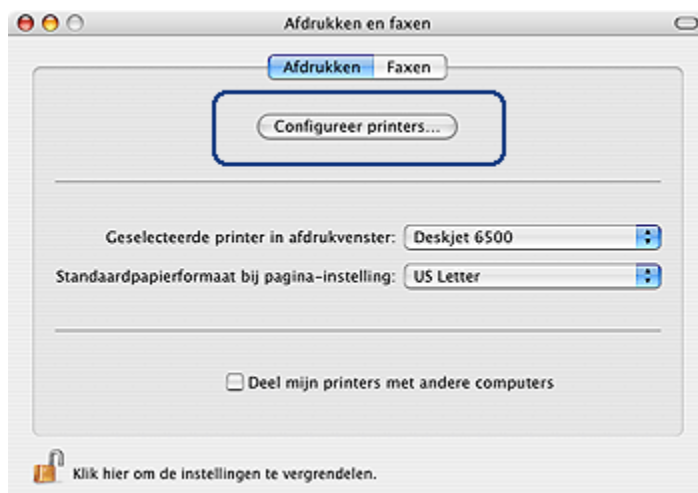 Afdrukken en faxen
Afdrukken Faxen
Configureer printers...
Geselecteerde printer in afdrukvenster: Deskjet 6500
Standaardpapierformaat bij pagina-instelling: US Letter
Deel mijn printers met andere computers
Klik hier om de instellingen te vergrendelen.